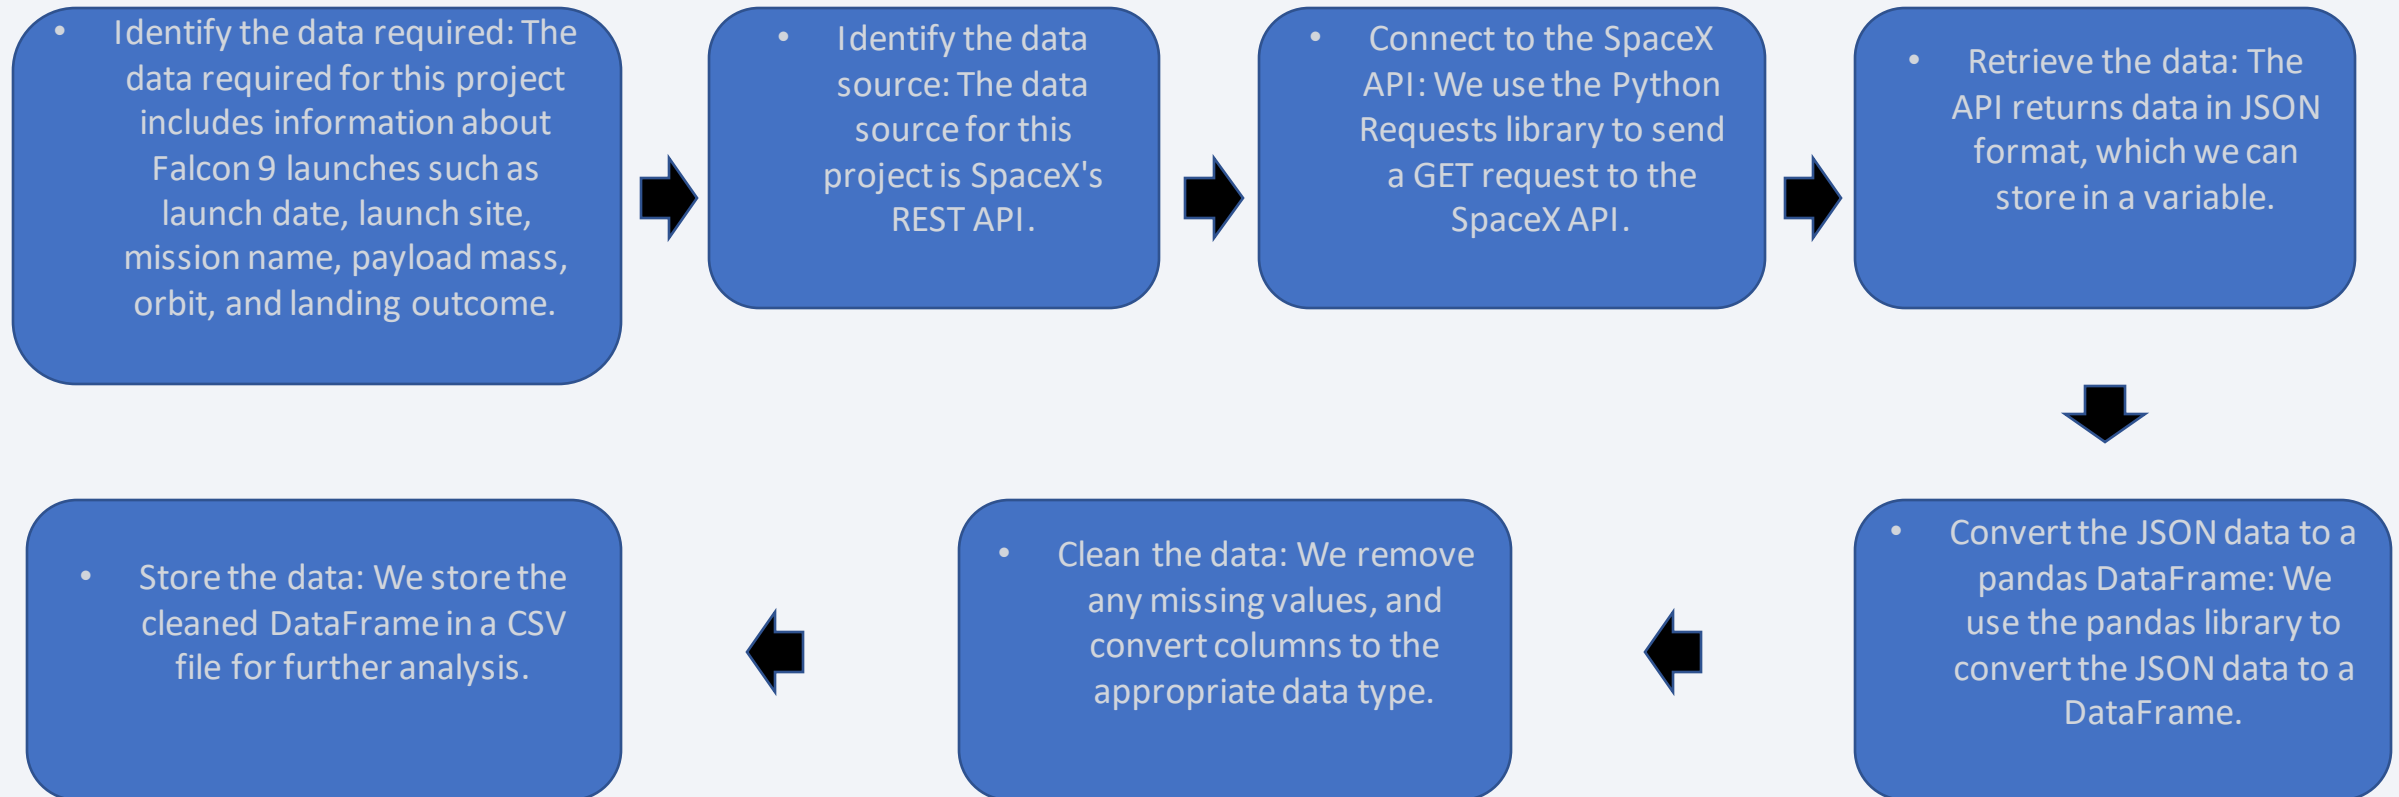 • Identify the data required: The
data required for this project
includes information about
Falcon 9 launches such as
launch date, launch site,
mission name, payload mass,
orbit, and landing outcome.
• Identify the data
source: The data
source for this
project is SpaceX's
REST API.
• Connect to the SpaceX
API: We use the Python
Requests library to send
a GET request to the
SpaceX API.
• Retrieve the data: The
API returns data in JSON
format, which we can
store in a variable.
• Convert the JSON data to a
pandas DataFrame: We
use the pandas library to
convert the JSON data to a
DataFrame.
• Clean the data: We remove
any missing values, and
convert columns to the
appropriate data type.
• Store the data: We store the
cleaned DataFrame in a CSV
file for further analysis.